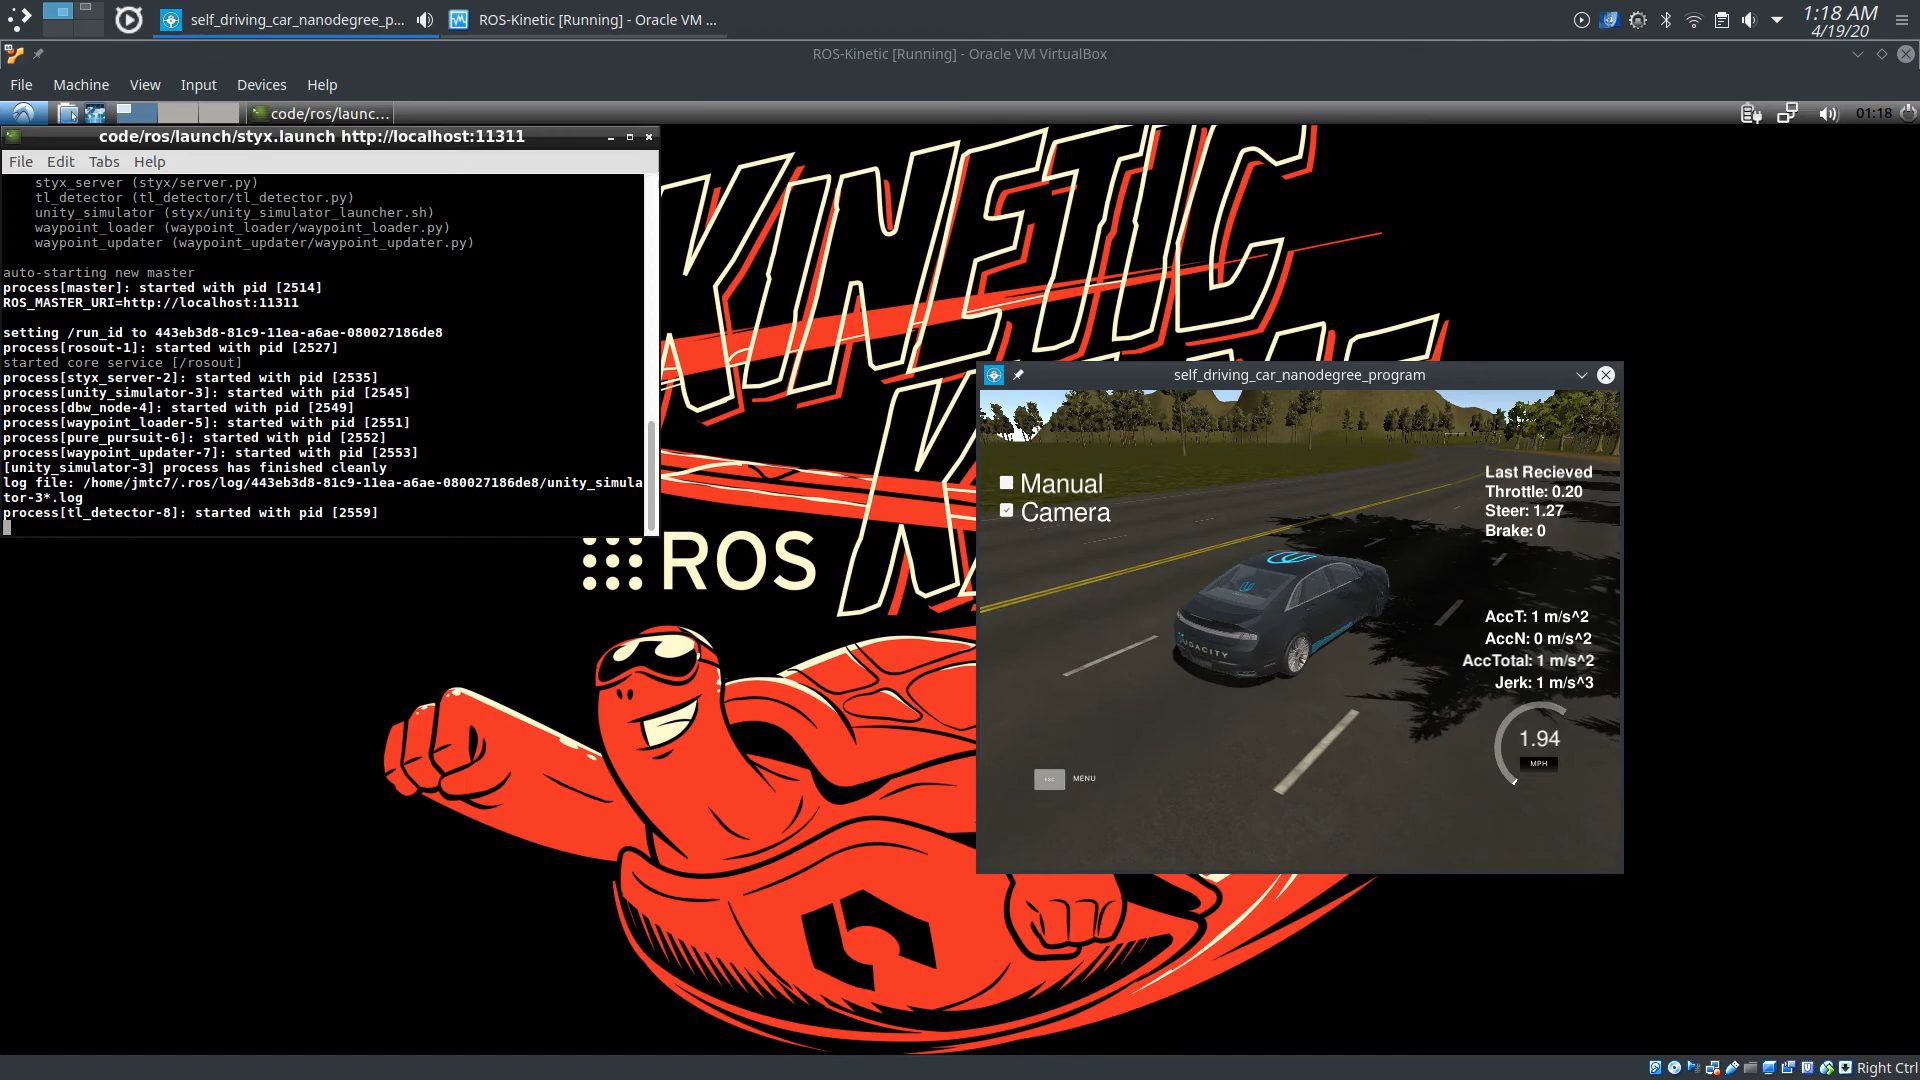 self_driving_car_nanodegree_p...
ROS-Kinetic [Running] - Oracle VM ...
1:18 AM
4/19/20
ROS-Kinetic [Running] - Oracle VM VirtualBox
File Machine View Input Devices Help
code/ros/launc...
01:18
code/ros/launch/styx.launch http://localhost:11311
File Edit Tabs Help
styx_server (styx/server.py)
tl_detector (tl_detector/tl_detector.py)
unity_simulator (styx/unity_simulator_launcher.sh)
waypoint_loader (waypoint_loader/waypoint_loader.py)
waypoint_updater (waypoint_updater/waypoint_updater.py)
auto-starting new master
process[master]: started with pid [2514]
ROS_MASTER_URI=http://localhost:11311
setting /run_id to 443eb3d8-81c9-11ea-a6ae-080027186de8
process[rosout-1]: started with pid [2527]
started core service [/rosout]
process[styx_server-2]: started with pid [2535]
process[unity_simulator-3]: started with pid [2545]
process[dbw_node-4]: started with pid [2549]
process[waypoint_loader-5]: started with pid [2551]
process[pure_pursuit-6]: started with pid [2552]
process[waypoint_updater-7]: started with pid [2553]
[unity_simulator-3] process has finished cleanly
log file: /home/jmtc7/.ros/log/443eb3d8-81c9-11ea-a6ae-080027186de8/unity_simula
tor-3*.log
process[tl_detector-8]: started with pid [2559]
KINETIC
ROS
self_driving_car_nanodegree_program
Manual
Camera
Last Recieved
Throttle: 0.20
Steer: 1.27
Brake: 0
UDACITY
AccT: 1 m/s^2
AccN: 0 m/s^2
AccTotal: 1 m/s^2
Jerk: 1 m/s^3
1.94
MPH
ESC MENU
Right Ctrl